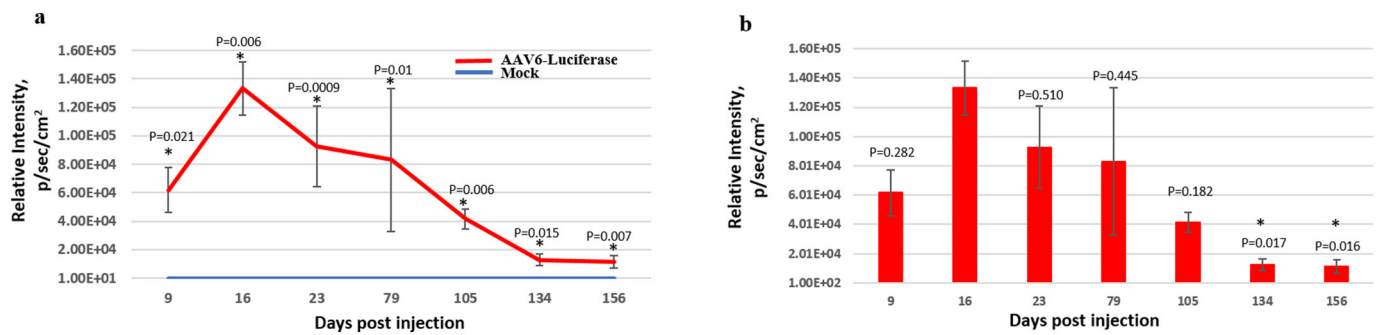 a
Relative Intensity,
p/sec/cm²
1.60E+05
1.40E+05
1.20E+05
1.00E+05
8.00E+04
6.00E+04
4.00E+04
2.00E+04
1.00E+01
P=0.021
*
P=0.006
*
P=0.0009
*
P=0.01
*
P=0.006
*
P=0.015
*
P=0.007
*
AAV6-Luciferase
Mock
9 16 23 79 105 134 156
Days post injection
b
Relative Intensity,
p/sec/cm²
1.60E+05
1.40E+05
1.20E+05
1.00E+05
8.01E+04
6.01E+04
4.01E+04
2.01E+04
1.00E+02
P=0.282
P=0.510
P=0.445
P=0.182
*
P=0.017
*
P=0.016
9 16 23 79 105 134 156
Days post injection